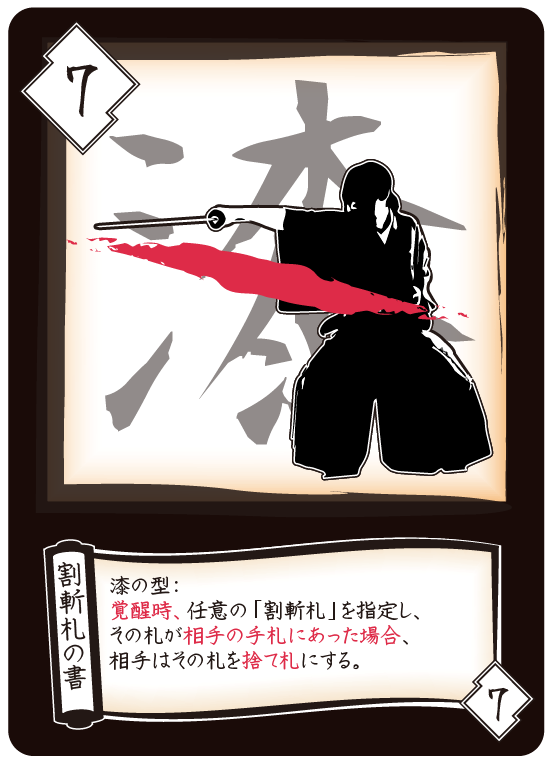 7
漆
割斬札の書
漆の型：
覚醒時、任意の「割斬札」を指定し、
その札が相手の手札にあった場合、
相手はその札を捨て札にする。
7